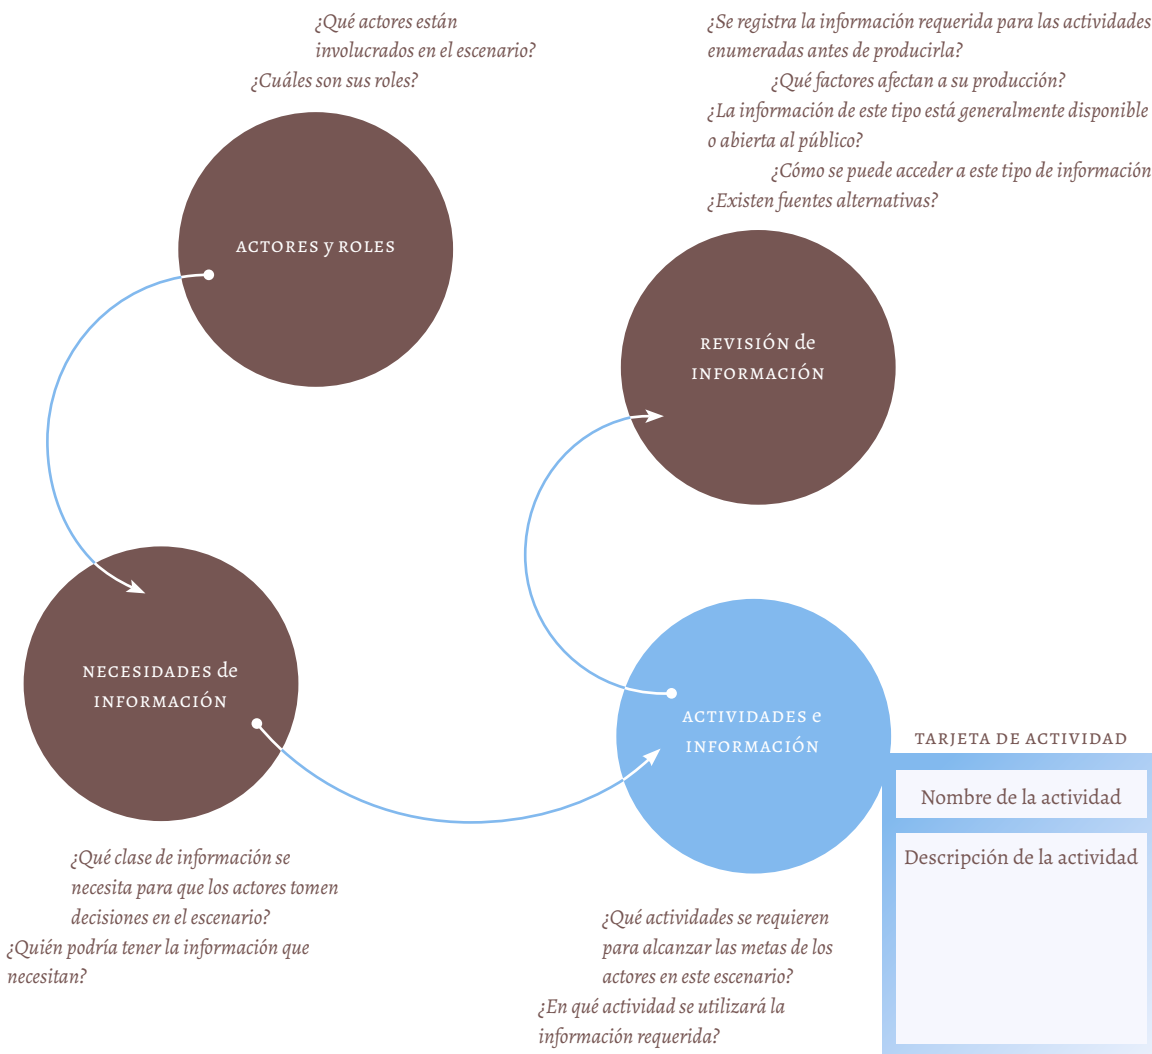 ¿Qué actores están
involucrados en el escenario?
¿Cuáles son sus roles?
ACTORES y ROLES
NECESIDADES de
INFORMACIÓN
¿Qué clase de información se
necesita para que los actores tomen
decisiones en el escenario?
¿Quién podría tener la información que
necesitan?
ACTIVIDADES e
INFORMACIÓN
¿Qué actividades se requieren
para alcanzar las metas de los
actores en este escenario?
¿En qué actividad se utilizará la
información requerida?
TARJETA DE ACTIVIDAD
Nombre de la actividad
Descripción de la actividad
¿Se registra la información requerida para las actividades
enumeradas antes de producirla?
¿Qué factores afectan a su producción?
¿La información de este tipo está generalmente disponible
o abierta al público?
¿Cómo se puede acceder a este tipo de información
¿Existen fuentes alternativas?
REVISIÓN de
INFORMACIÓN